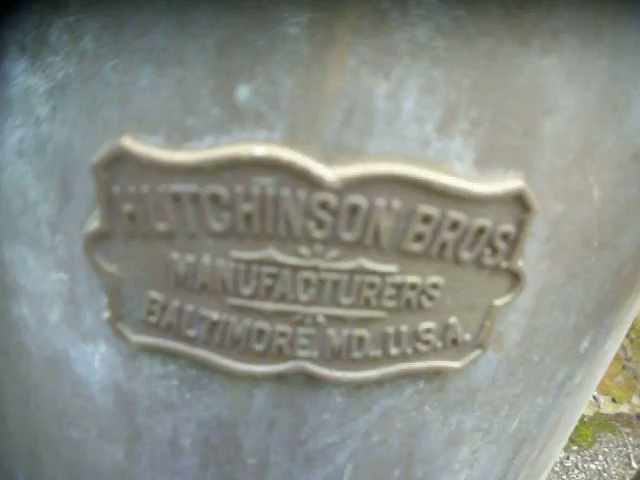 HUTCHINSON BROS.
MANUFACTURERS
BALTIMORE, MD., U.S.A.